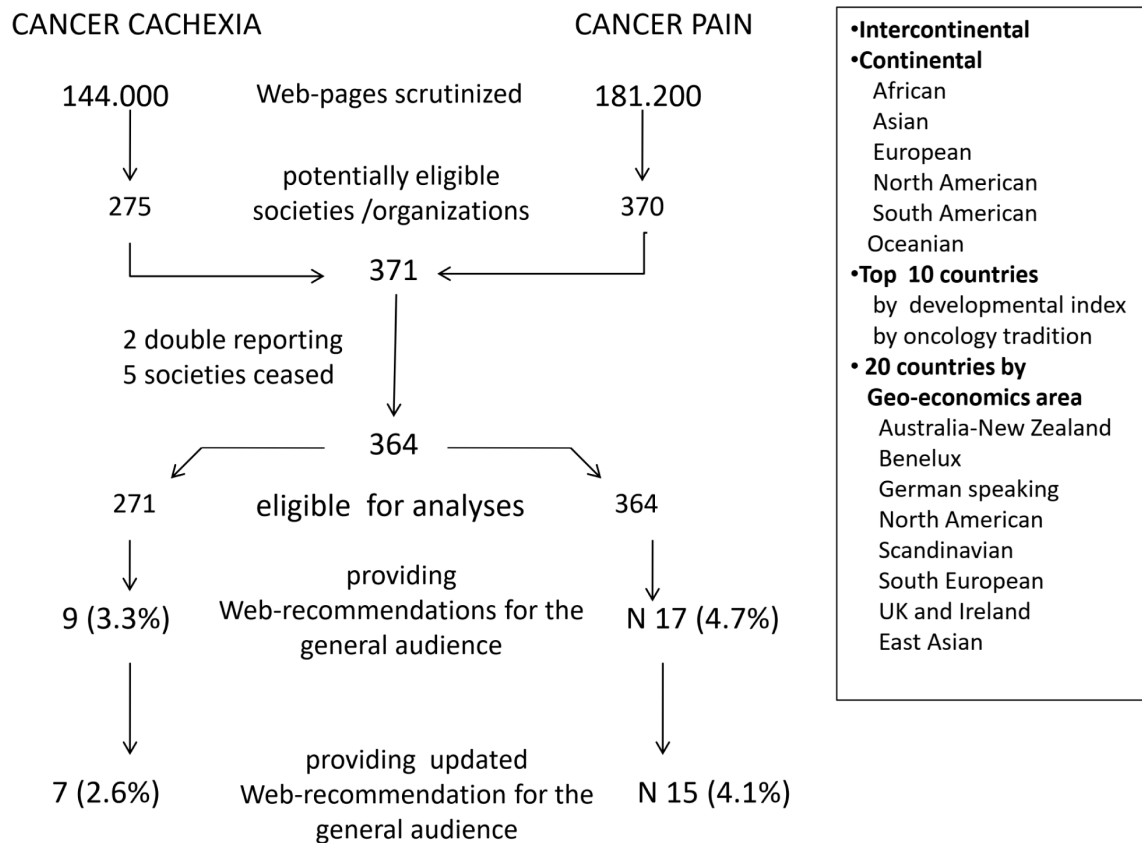 CANCER CACHEXIA CANCER PAIN
144.000 Web-pages scrutinized 181.200
potentially eligible
275 societies /organizations 370
371
2 double reporting
5 societies ceased
364
271 eligible for analyses 364
providing
9 (3.3%) Web-recommendations for the N 17 (4.7%)
general audience
providing updated
7 (2.6%) Web-recommendation for the N 15 (4.1%)
general audience
•Intercontinental
•Continental
African
Asian
European
North American
South American
Oceanian
•Top 10 countries
by developmental index
by oncology tradition
• 20 countries by
Geo-economics area
Australia-New Zealand
Benelux
German speaking
North American
Scandinavian
South European
UK and Ireland
East Asian